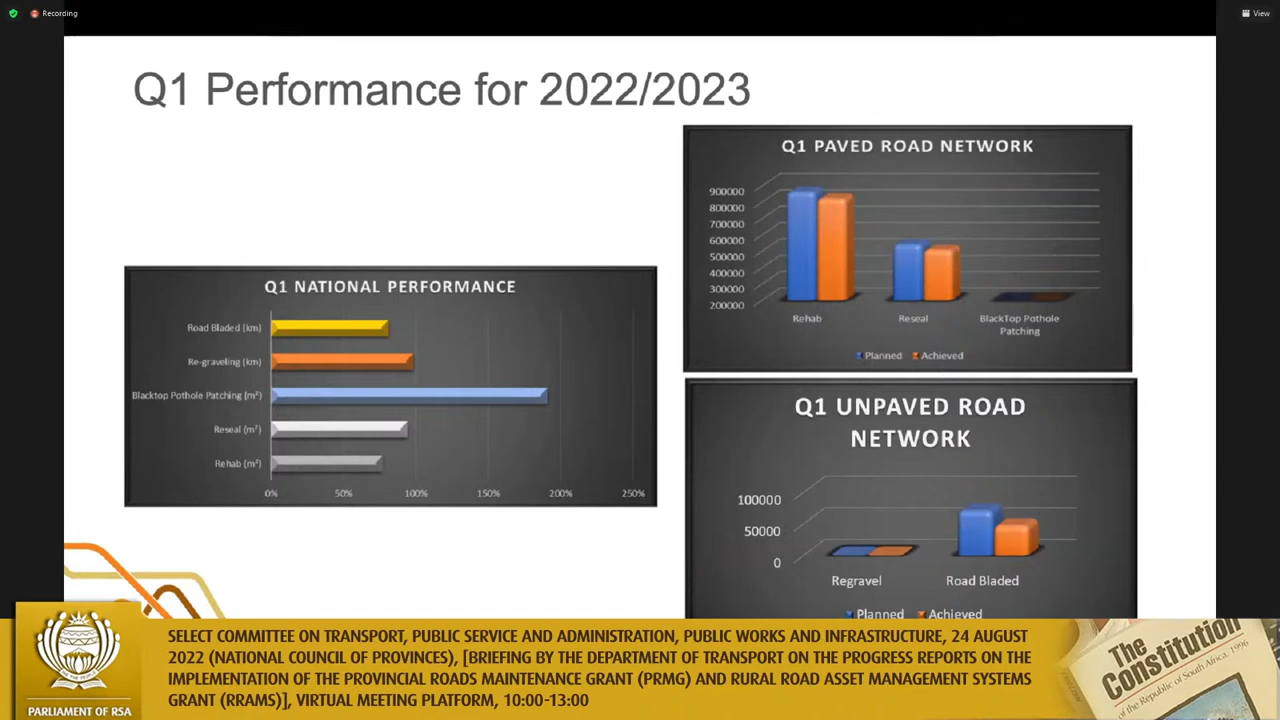 Recording
View
Q1 Performance for 2022/2023
Q1 NATIONAL PERFORMANCE
Road Bladed (km)
Re-graveling (km)
Blacktop Pothole Patching (m²)
Reseal (m²)
Rehab (m²)
0% 50% 100% 150% 200% 250%
Q1 PAVED ROAD NETWORK
900000
800000
700000
600000
500000
400000
300000
200000
Rehab Reseal BlackTop Pothole
Patching
Planned Achieved
Q1 UNPAVED ROAD
NETWORK
100000
50000
0
Regravel Road Bladed
Planned Achieved
PARLIAMENT OF RSA
SELECT COMMITTEE ON TRANSPORT, PUBLIC SERVICE AND ADMINISTRATION, PUBLIC WORKS AND INFRASTRUCTURE, 24 AUGUST
2022 (NATIONAL COUNCIL OF PROVINCES), [BRIEFING BY THE DEPARTMENT OF TRANSPORT ON THE PROGRESS REPORTS ON THE
IMPLEMENTATION OF THE PROVINCIAL ROADS MAINTENANCE GRANT (PRMG) AND RURAL ROAD ASSET MANAGEMENT SYSTEMS
GRANT (RRAMS)], VIRTUAL MEETING PLATFORM, 10:00-13:00
The
Constitution
of the Republic of South Africa, 1996